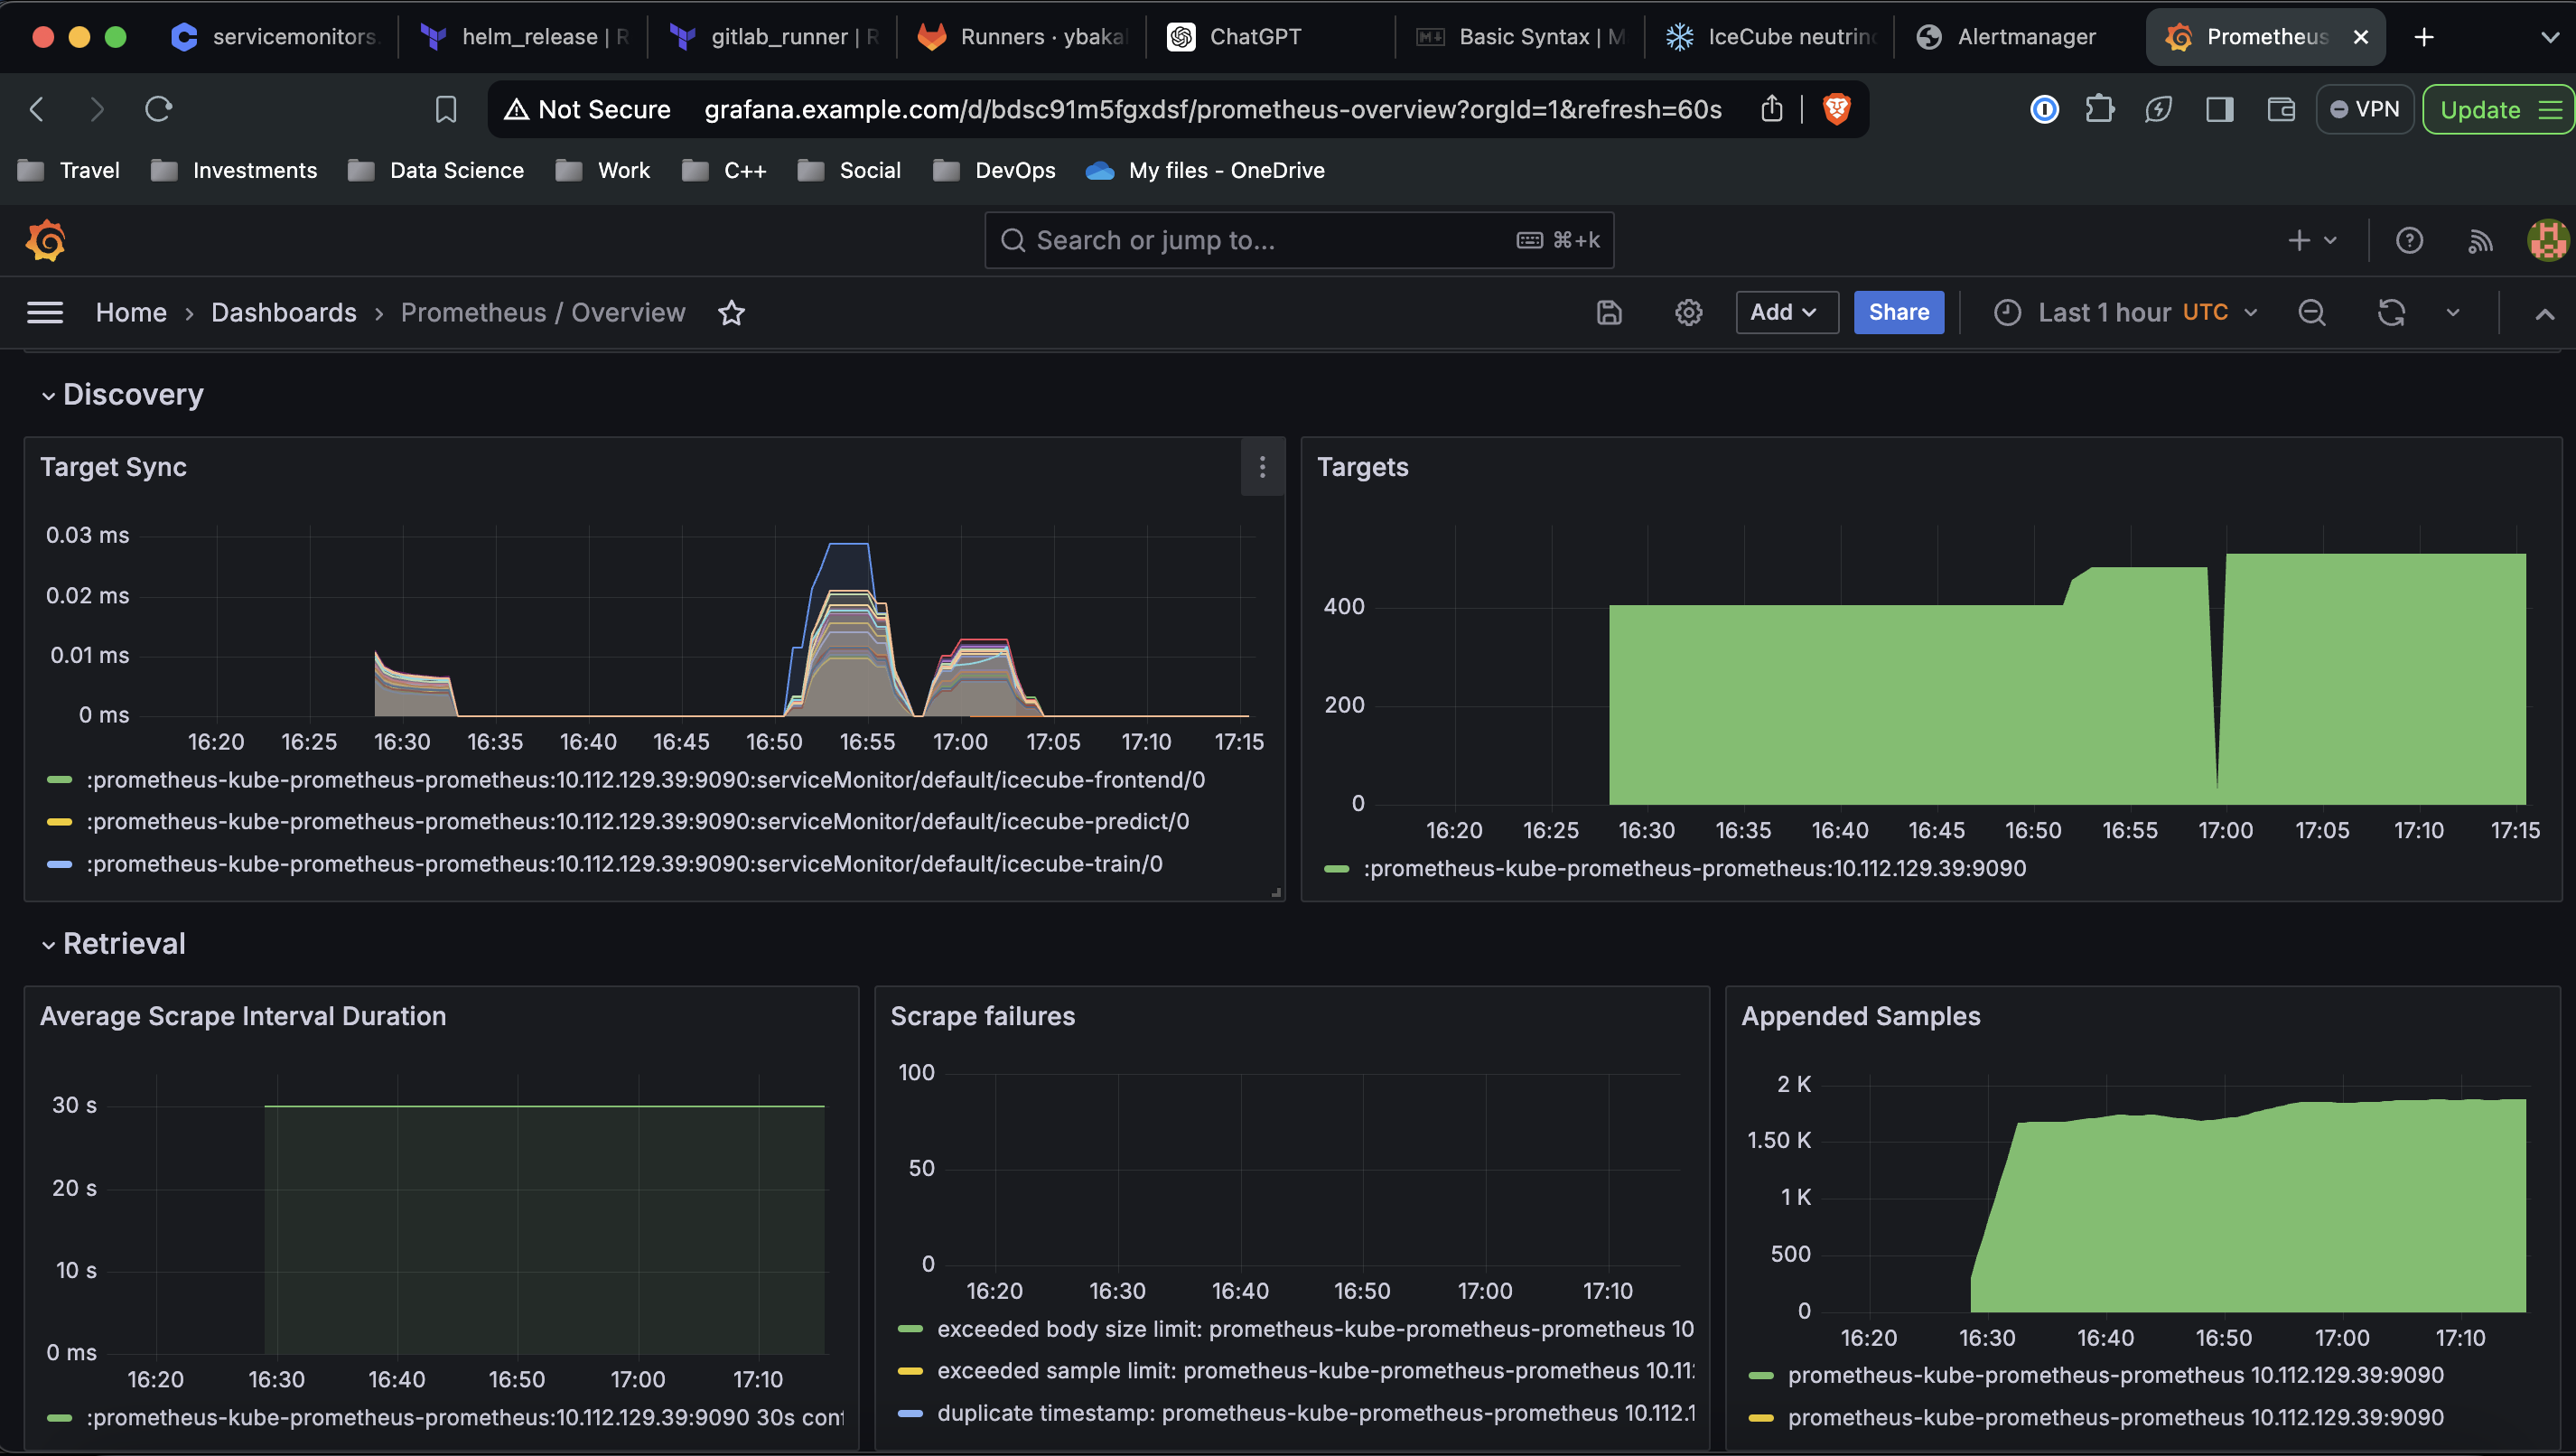 servicemonitors.
helm_release | R
gitlab_runner | R
Runners · ybakal
ChatGPT
Basic Syntax | M
IceCube neutrino
Alertmanager
Prometheus
Not Secure
grafana.example.com/d/bdsc91m5fgxdsf/prometheus-overview?orgId=1&refresh=60s
VPN
Update
Travel
Investments
Data Science
Work
C++
Social
DevOps
My files - OneDrive
Search or jump to...
⌘+k
Home › Dashboards › Prometheus / Overview
Add
Share
Last 1 hour UTC
Discovery
Target Sync
0.03 ms
0.02 ms
0.01 ms
0 ms
16:20 16:25 16:30 16:35 16:40 16:45 16:50 16:55 17:00 17:05 17:10 17:15
:prometheus-kube-prometheus-prometheus:10.112.129.39:9090:serviceMonitor/default/icecube-frontend/0
:prometheus-kube-prometheus-prometheus:10.112.129.39:9090:serviceMonitor/default/icecube-predict/0
:prometheus-kube-prometheus-prometheus:10.112.129.39:9090:serviceMonitor/default/icecube-train/0
Targets
400
200
0
16:20 16:25 16:30 16:35 16:40 16:45 16:50 16:55 17:00 17:05 17:10 17:15
:prometheus-kube-prometheus-prometheus:10.112.129.39:9090
Retrieval
Average Scrape Interval Duration
30 s
20 s
10 s
0 ms
16:20 16:30 16:40 16:50 17:00 17:10
:prometheus-kube-prometheus-prometheus:10.112.129.39:9090 30s con
Scrape failures
100
50
0
16:20 16:30 16:40 16:50 17:00 17:10
exceeded body size limit: prometheus-kube-prometheus-prometheus 10
exceeded sample limit: prometheus-kube-prometheus-prometheus 10.11
duplicate timestamp: prometheus-kube-prometheus-prometheus 10.112.1
Appended Samples
2 K
1.50 K
1 K
500
0
16:20 16:30 16:40 16:50 17:00 17:10
prometheus-kube-prometheus-prometheus 10.112.129.39:9090
prometheus-kube-prometheus-prometheus 10.112.129.39:9090